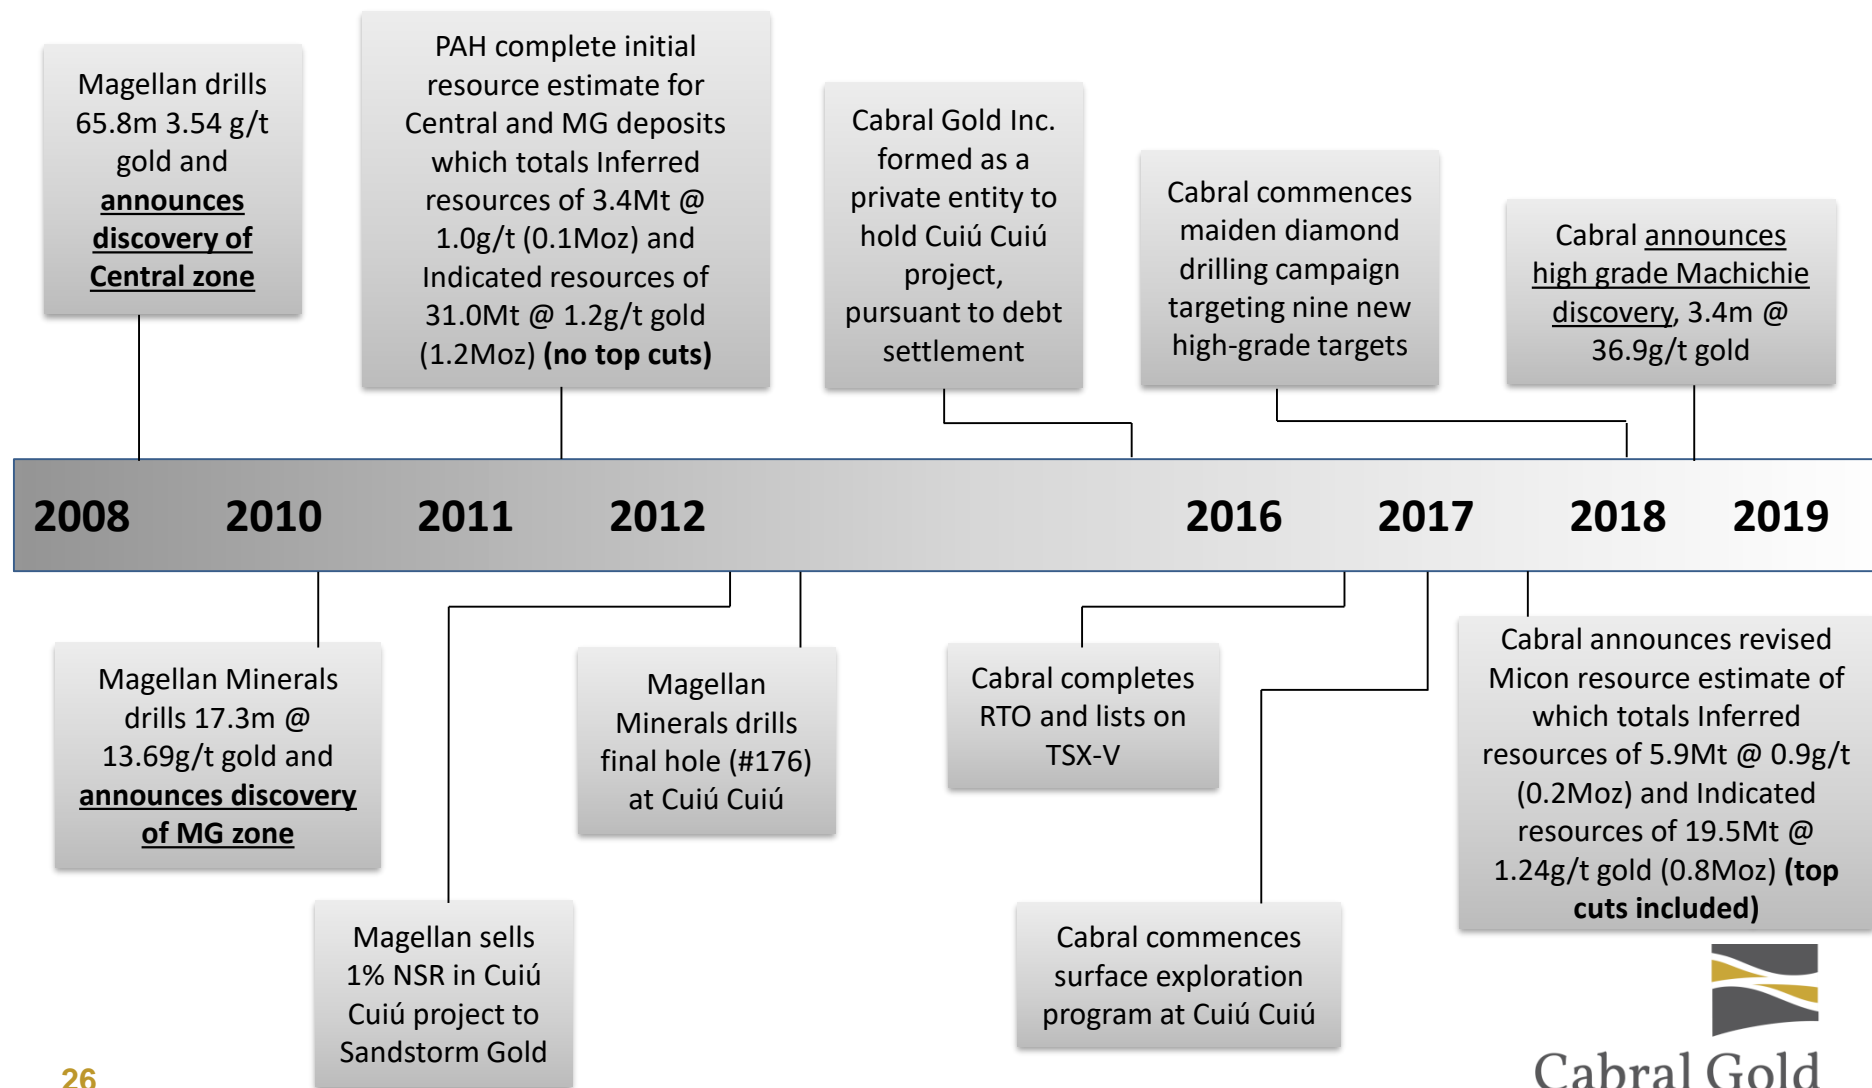 Magellan drills
65.8m 3.54 g/t
gold and
announces
discovery of
Central zone
PAH complete initial
resource estimate for
Central and MG deposits
which totals Inferred
resources of 3.4Mt @
1.0g/t (0.1Moz) and
Indicated resources of
31.0Mt @ 1.2g/t gold
(1.2Moz) (no top cuts)
Cabral Gold Inc.
formed as a
private entity to
hold Cuiú Cuiú
project,
pursuant to debt
settlement
Cabral commences
maiden diamond
drilling campaign
targeting nine new
high-grade targets
Cabral announces
high grade Machichie
discovery, 3.4m @
36.9g/t gold
2008 2010 2011 2012 2016 2017 2018 2019
Magellan Minerals
drills 17.3m @
13.69g/t gold and
announces discovery
of MG zone
Magellan sells
1% NSR in Cuiú
Cuiú project to
Sandstorm Gold
Magellan
Minerals drills
final hole (#176)
at Cuiú Cuiú
Cabral completes
RTO and lists on
TSX-V
Cabral commences
surface exploration
program at Cuiú Cuiú
Cabral announces revised
Micon resource estimate of
which totals Inferred
resources of 5.9Mt @ 0.9g/t
(0.2Moz) and Indicated
resources of 19.5Mt @
1.24g/t gold (0.8Moz) (top
cuts included)
26
Cabral Gold